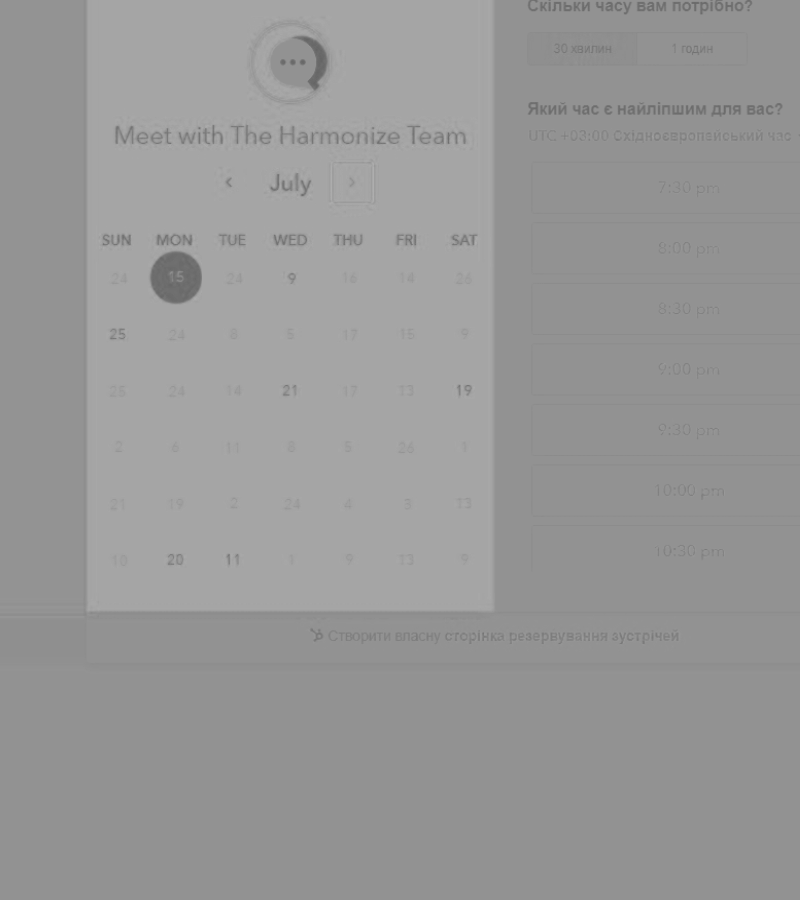 Meet with The Harmonize Team
July
SUN MON TUE WED THU FRI SAT
24 15 24 9 16 14 26
25 24 8 5 17 15 9
26 24 14 21 17 13 19
2 6 11 8 5 26 1
21 19 2 24 4 3 13
18 20 11 1 9 13 9
Скільки часу вам потрібно?
30 хвилин 1 годин
Який час є найліпшим для вас?
UTC +03:00 Східноєвропейський час
7:30 pm
8:00 pm
8:30 pm
9:00 pm
9:30 pm
10:00 pm
10:30 pm
Створити власну сторінка резервування зустрічей